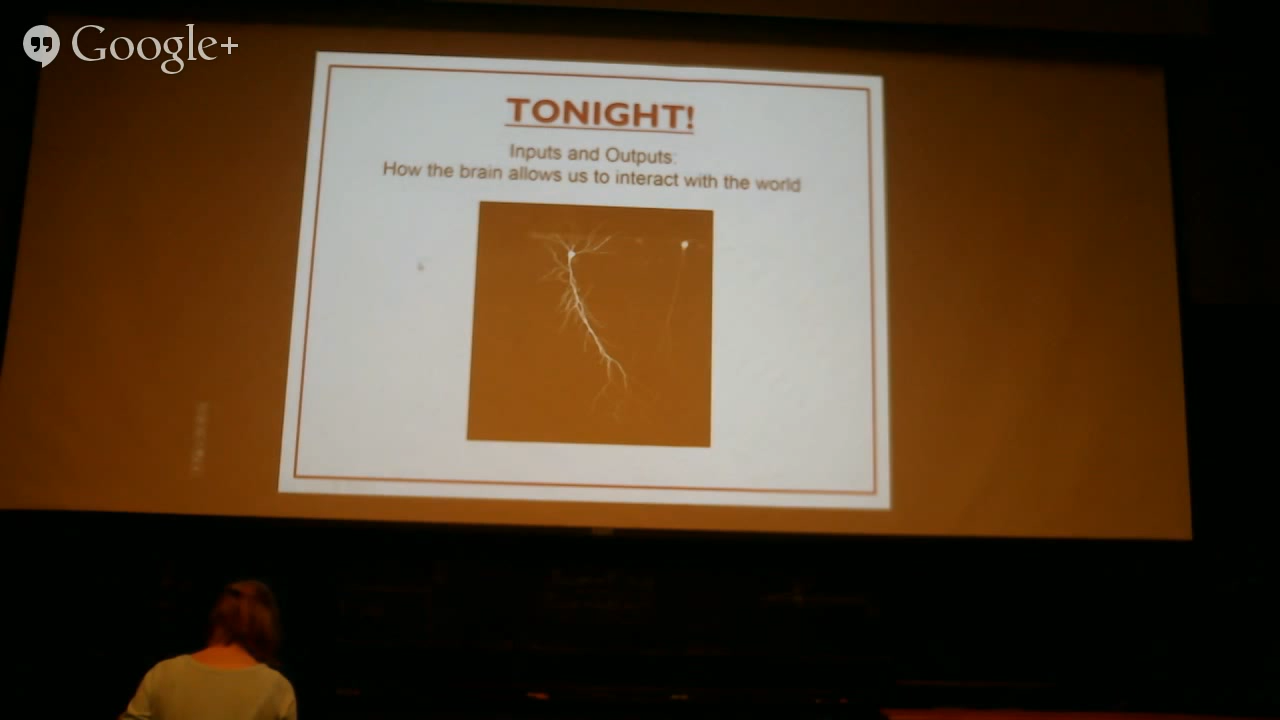 Google+
TONIGHT!
Inputs and Outputs:
How the brain allows us to interact with the world